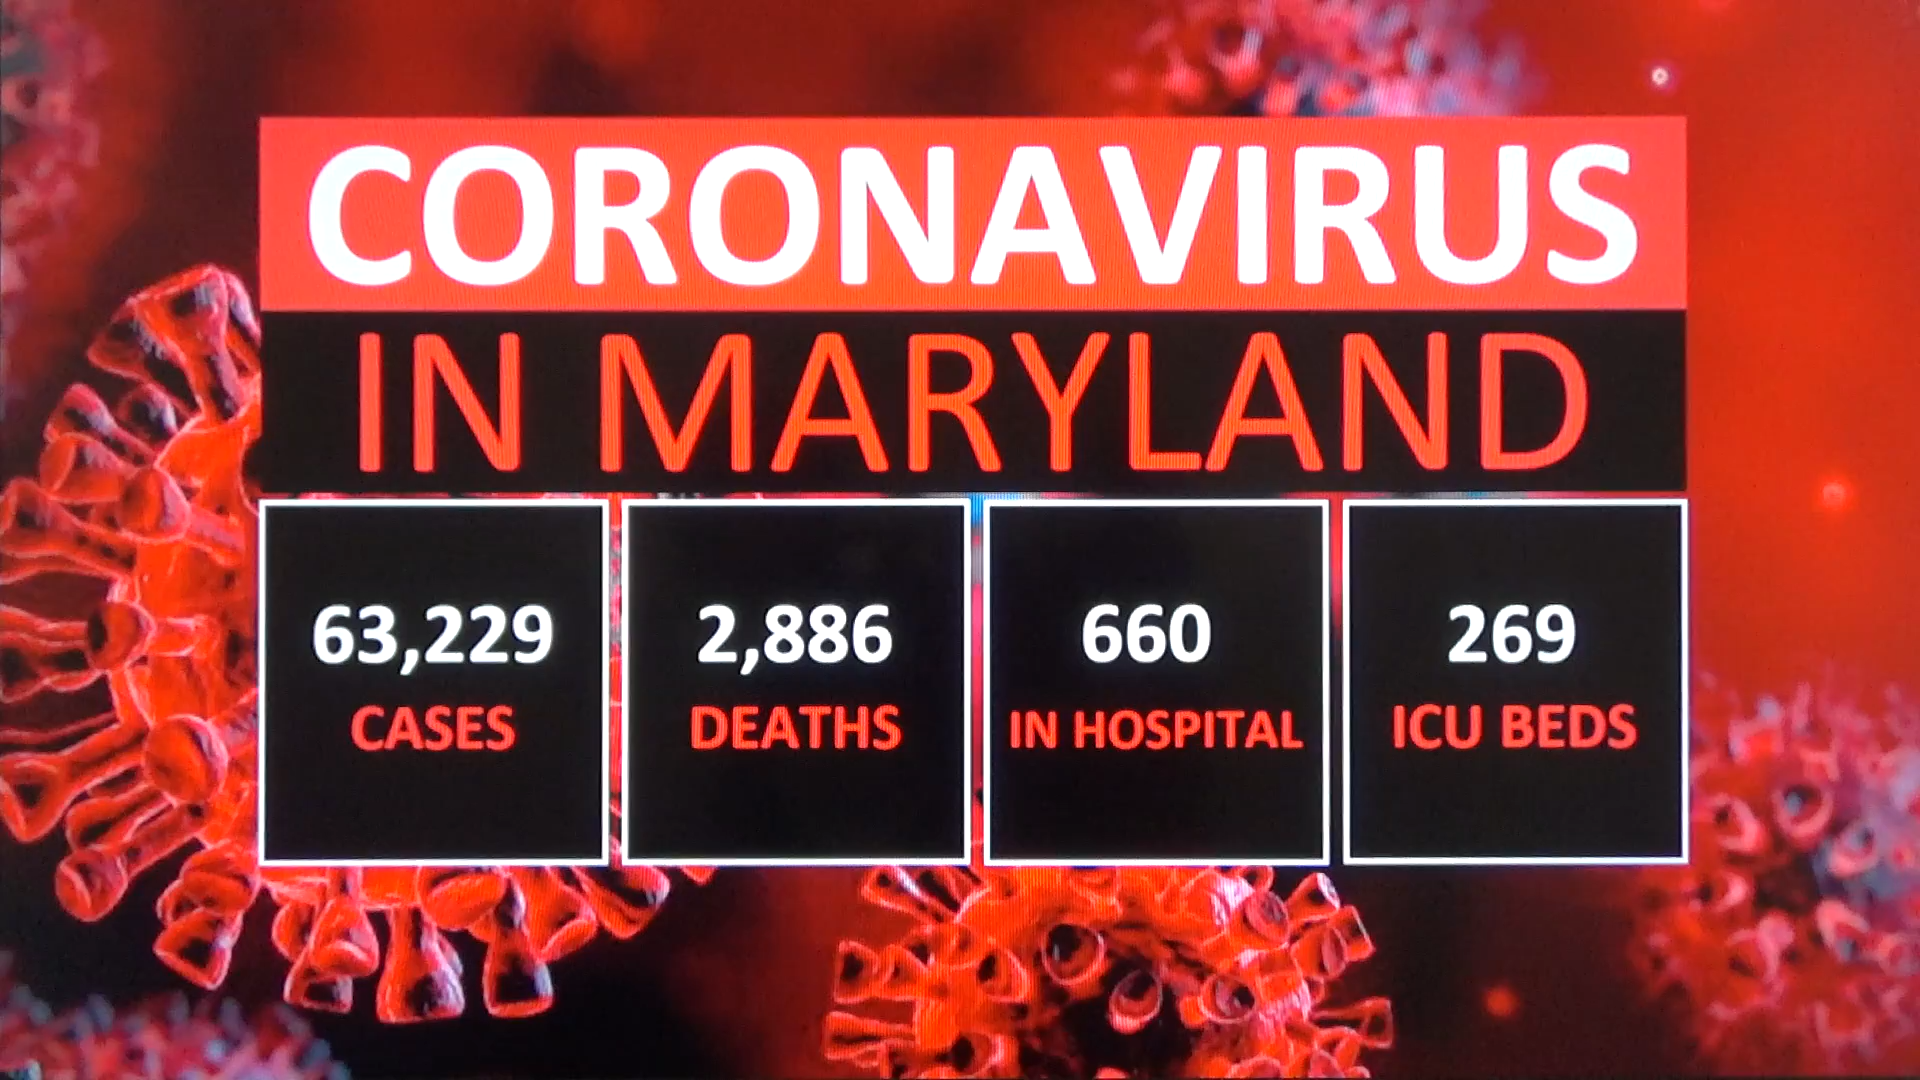 CORONAVIRUS
IN MARYLAND
63,229
CASES
2,886
DEATHS
660
IN HOSPITAL
269
ICU BEDS